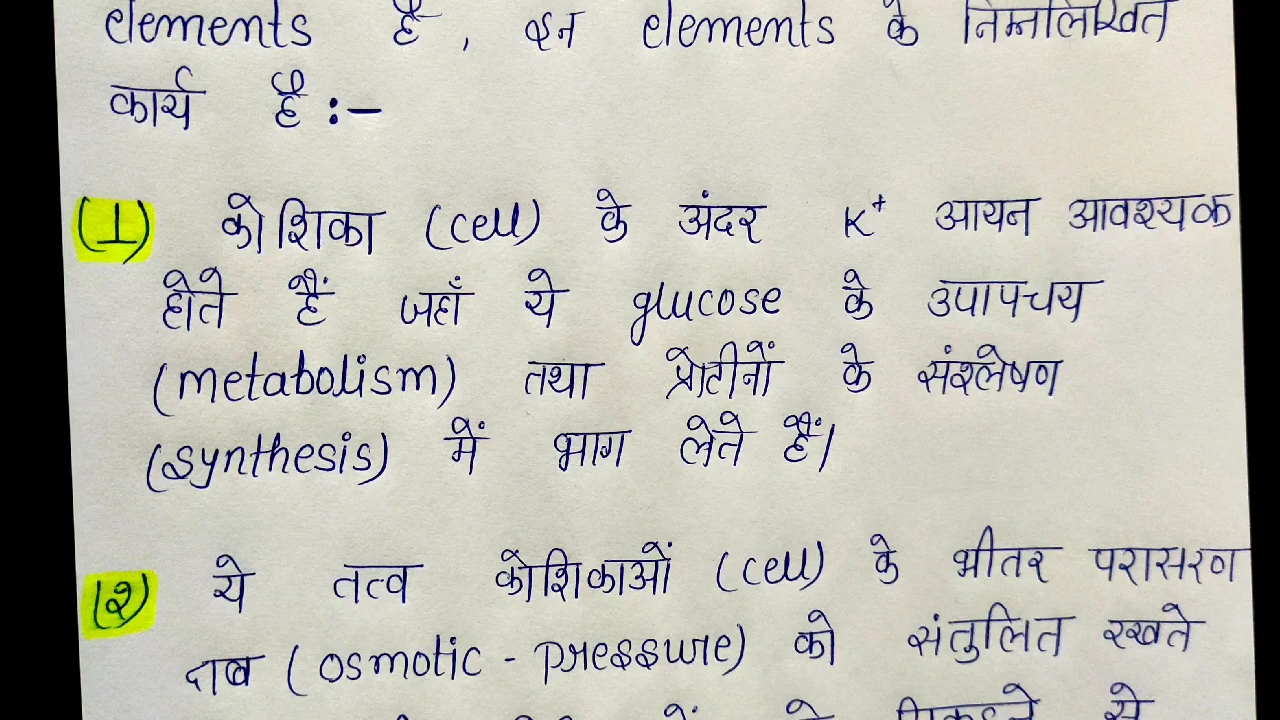 elements है, इन elements के निम्नलिखित
कार्य है :-
(1) कोशिका (cell) के अंदर K⁺ आयन आवश्यक
होते हैं जहाँ ये glucose के उपापचय
(metabolism) तथा प्रोटीनों के संश्लेषण
(synthesis) में भाग लेते हैं।
(2) ये तत्व कोशिकाओं (cell) के भीतर परासरण
दाब (osmotic - pressure) को संतुलित रखते
में के से